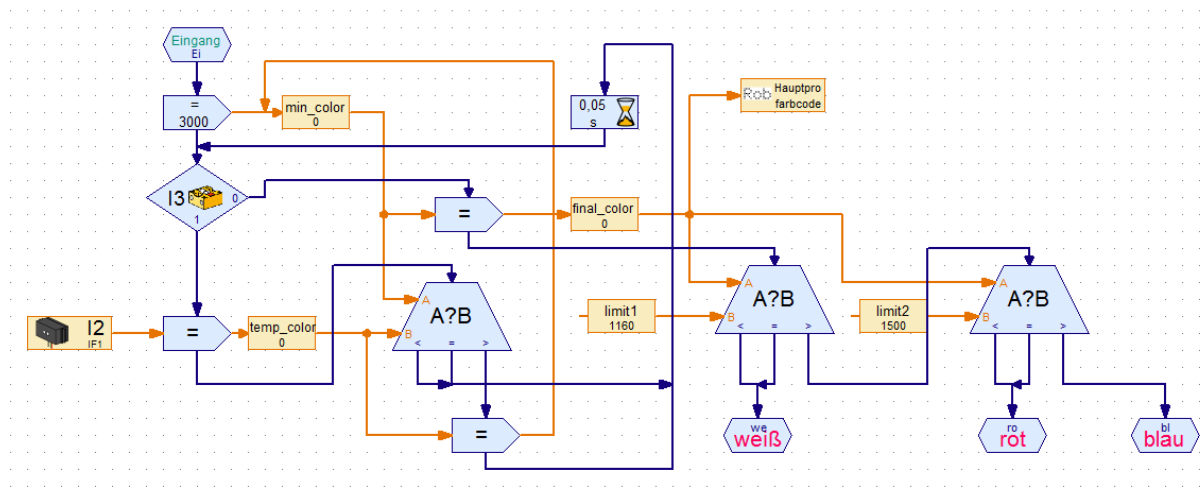 Eingang
Ei
=
3000
min_color
0
0,05
s
Rob
Hauptpro
farbcode
I3
0
1
=
final_color
0
I2
IF1
=
temp_color
0
A
A?B
B
< = >
=
limit1
1160
A
A?B
B
< = >
limit2
1500
A
A?B
B
< = >
we
weiß
ro
rot
bl
blau